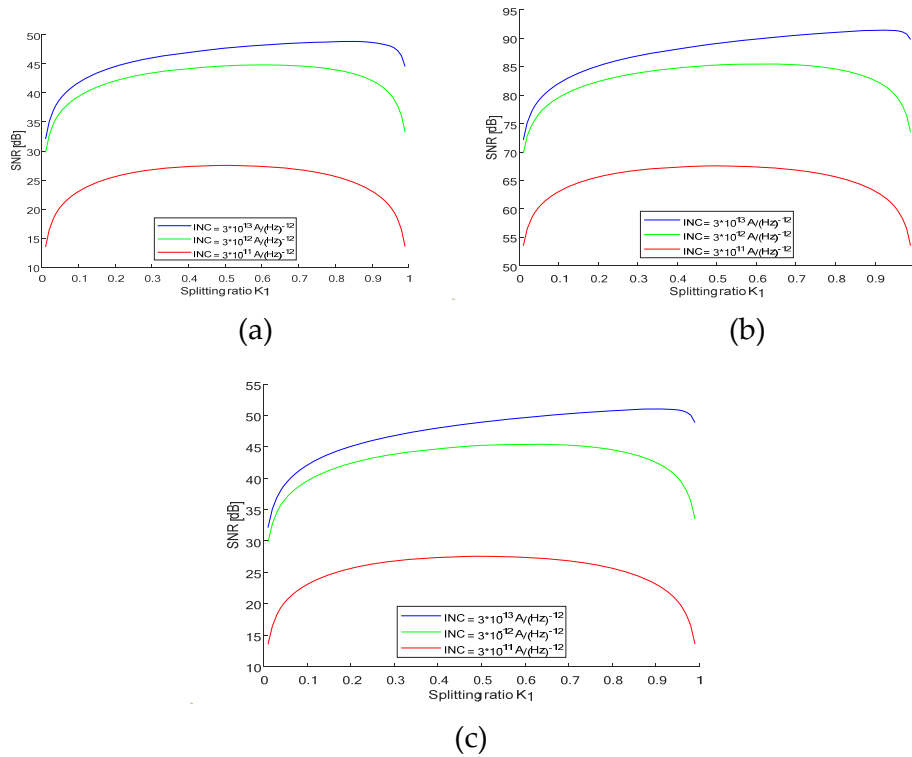 50
45
40
35
30
25
20
15
10
SNR [dB]
0 0.1 0.2 0.3 0.4 0.5 0.6 0.7 0.8 0.9 1
Splitting ratio K1
INC = 3*10-13 A/(Hz)-12
INC = 3*10-12 A/(Hz)-12
INC = 3*10-11 A/(Hz)-12
(a)
95
90
85
80
75
70
65
60
55
50
SNR [dB]
0 0.1 0.2 0.3 0.4 0.5 0.6 0.7 0.8 0.9
Splitting ratio K1
INC = 3*10-13 A/(Hz)-12
INC = 3*10-12 A/(Hz)-12
INC = 3*10-11 A/(Hz)-12
(b)
55
50
45
40
35
30
25
20
15
10
SNR [dB]
0 0.1 0.2 0.3 0.4 0.5 0.6 0.7 0.8 0.9 1
Splitting ratio K1
INC = 3*10-13 A/(Hz)-12
INC = 3*10-12 A/(Hz)-12
INC = 3*10-11 A/(Hz)-12
(c)